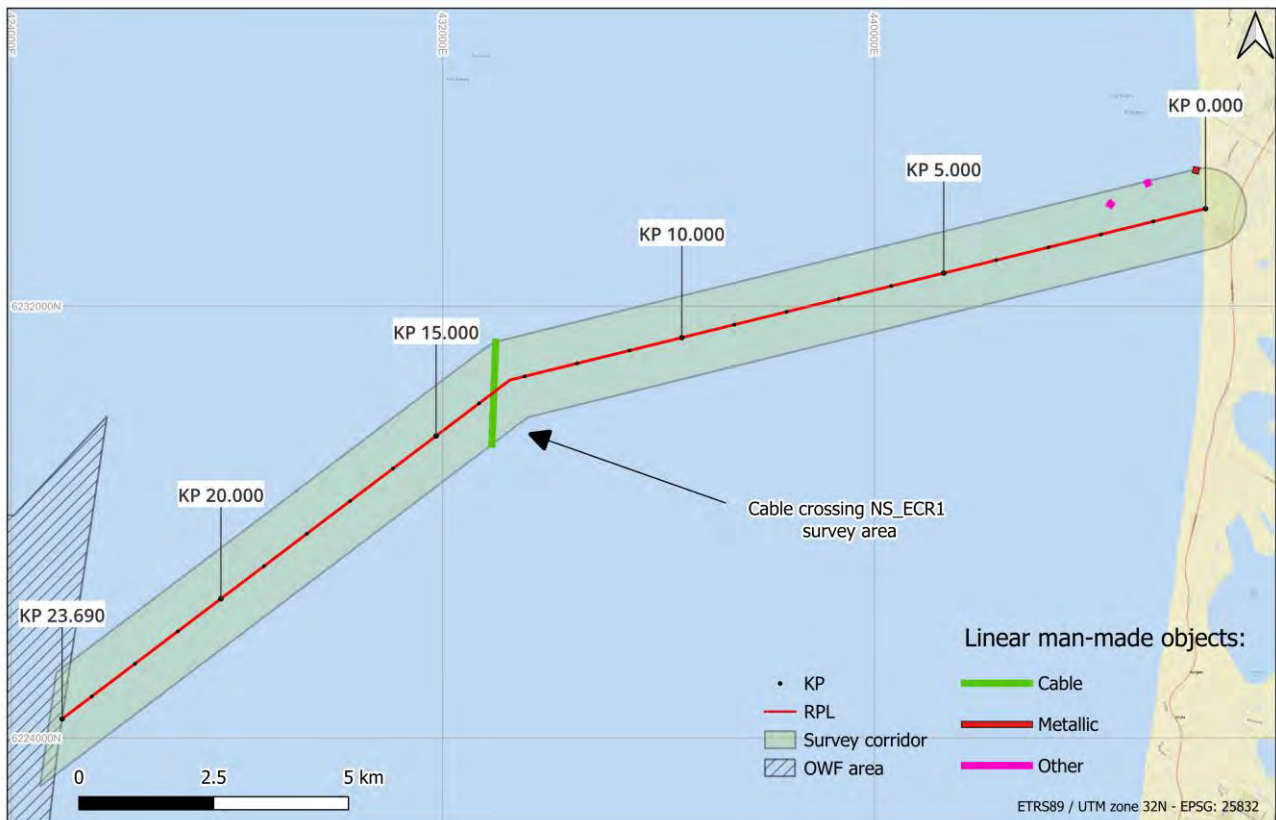 424000E
432000E
440000E
KP 0.000
KP 5.000
KP 10.000
6232000N
KP 15.000
KP 20.000
Cable crossing NS_ECR1
survey area
KP 23.690
6224000N
Linear man-made objects:
KP
RPL
Survey corridor
OWF area
Cable
Metallic
Other
0
2.5
5 km
ETRS89 / UTM zone 32N - EPSG: 25832